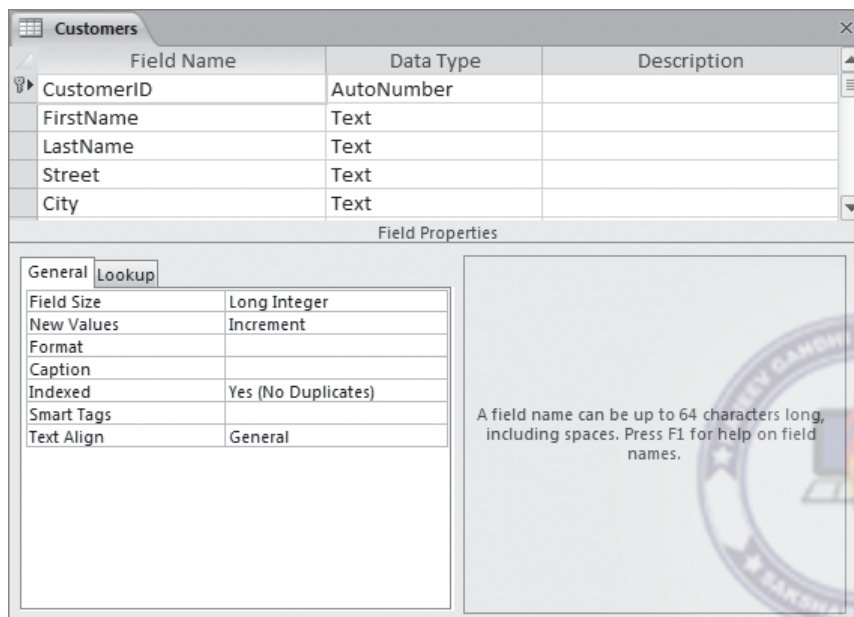 Customers
Field Name Data Type Description
CustomerID AutoNumber
FirstName Text
LastName Text
Street Text
City Text
Field Properties
General Lookup
Field Size Long Integer
New Values Increment
Format
Caption
Indexed Yes (No Duplicates)
Smart Tags
Text Align General
A field name can be up to 64 characters long,
including spaces. Press F1 for help on field
names.
GANDHI